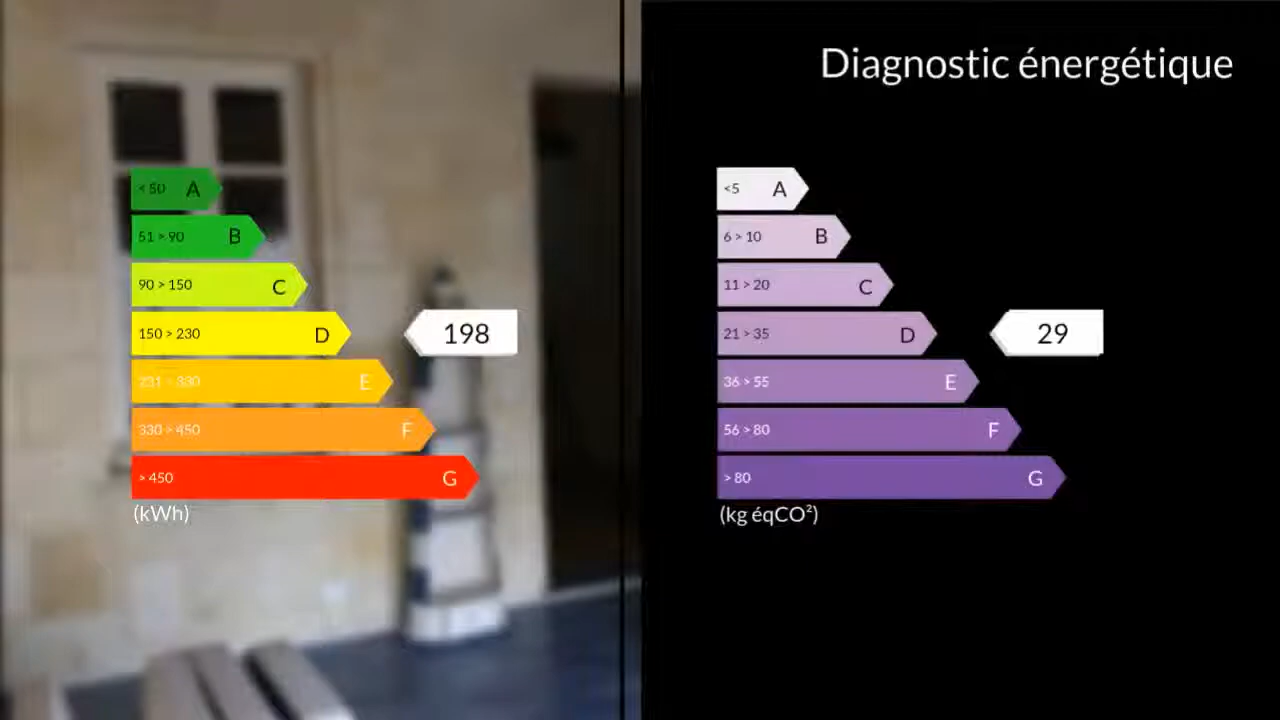 Diagnostic énergétique
< 50 A
51 > 90 B
90 > 150 C
150 > 230 D
198
231 > 330 E
330 > 450 F
> 450 G
(kWh)
<5 A
6 > 10 B
11 > 20 C
21 > 35 D
29
36 > 55 E
56 > 80 F
> 80 G
(kg éqCO²)